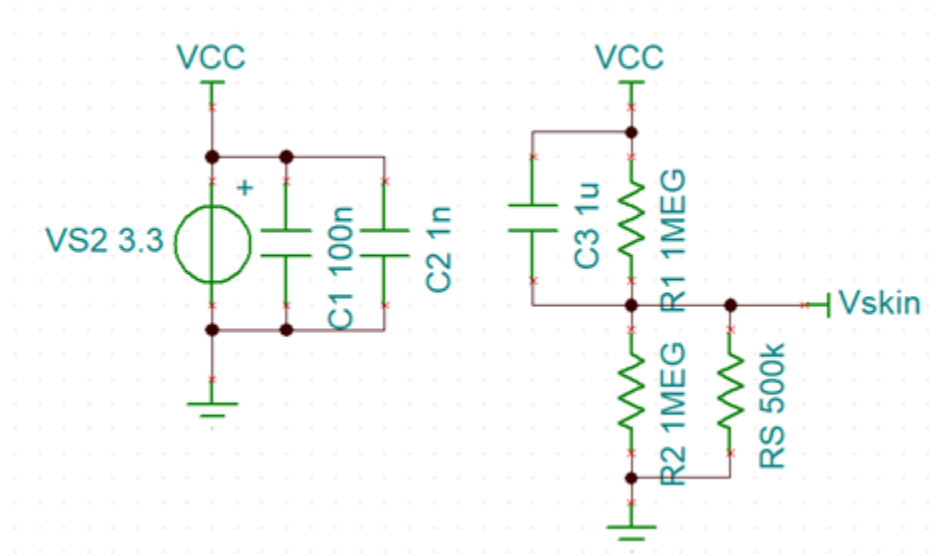 VCC
VS2 3.3
+
C1 100n
C2 1n
VCC
C3 1u
R1 1MEG
Vskin
R2 1MEG
RS 500k